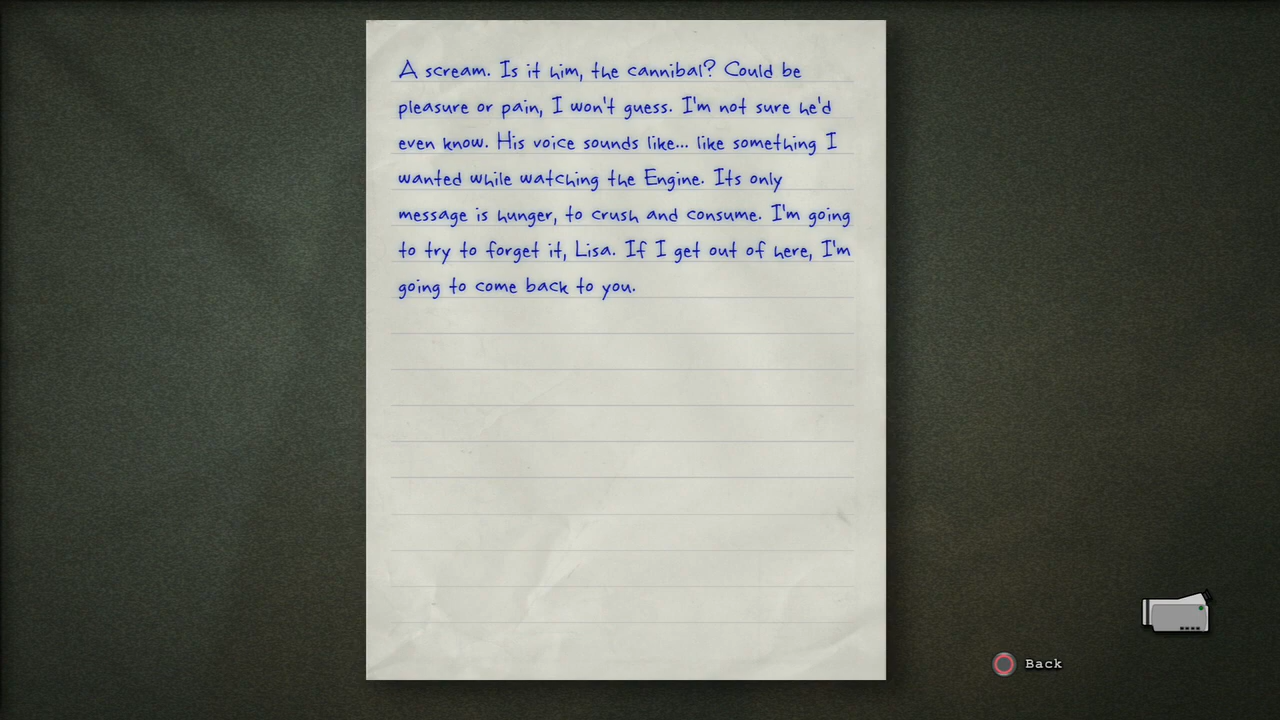 A scream. Is it him, the cannibal? Could be
pleasure or pain, I won't guess. I'm not sure he'd
even know. His voice sounds like... like something I
wanted while watching the Engine. Its only
message is hunger, to crush and consume. I'm going
to try to forget it, Lisa. If I get out of here, I'm
going to come back to you.
Back